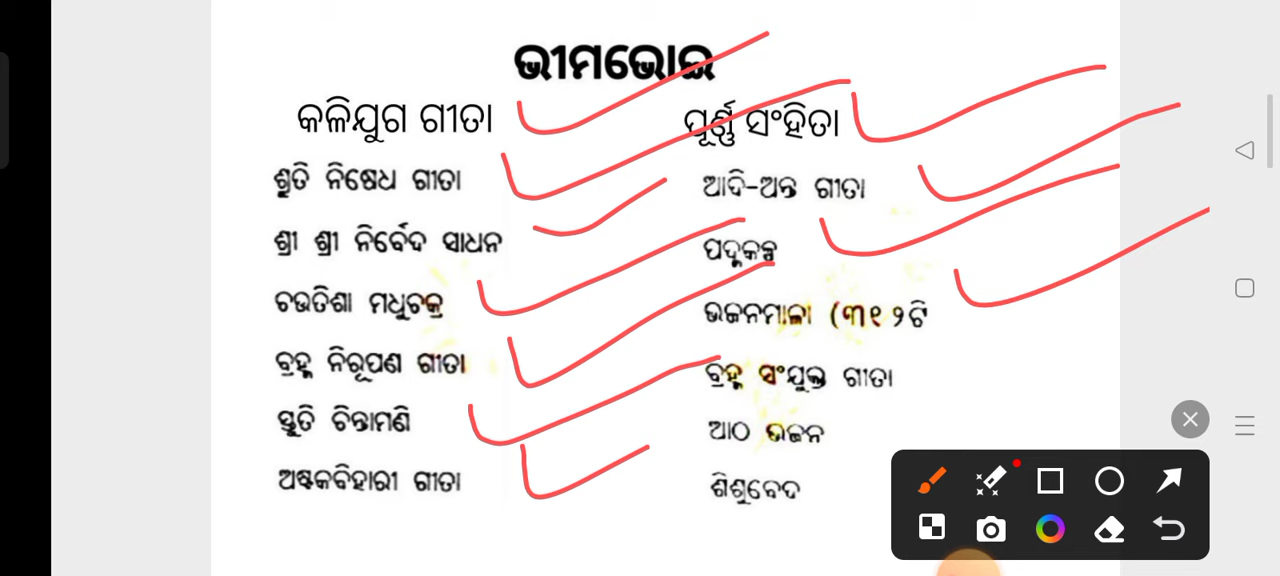 ଭୀମଭୋଇ
କଳିଯୁଗ ଗୀତା
ଶ୍ରୁତି ନିଷେଧ ଗୀତା
ଶ୍ରୀ ଶ୍ରୀ ନିର୍ବେଦ ସାଧନ
ଚଉତିଶା ମଧୁଚକ୍ର
ବ୍ରହ୍ମ ନିରୂପଣ ଗୀତା
ସ୍ତୁତି ଚିନ୍ତାମଣି
ଅଷ୍ଟକବିହାରୀ ଗୀତା
ପୂର୍ଣ୍ଣ ସଂହିତା
ଆଦି-ଅନ୍ତ ଗୀତା
ପଦ୍ମକଳ୍ପ
ଭଜନମାଳା (୩୧୨ଟି
ବ୍ରହ୍ମ ସଂଯୁକ୍ତ ଗୀତା
ଆଠ ଭଜନ
ଶିଶୁବେଦ